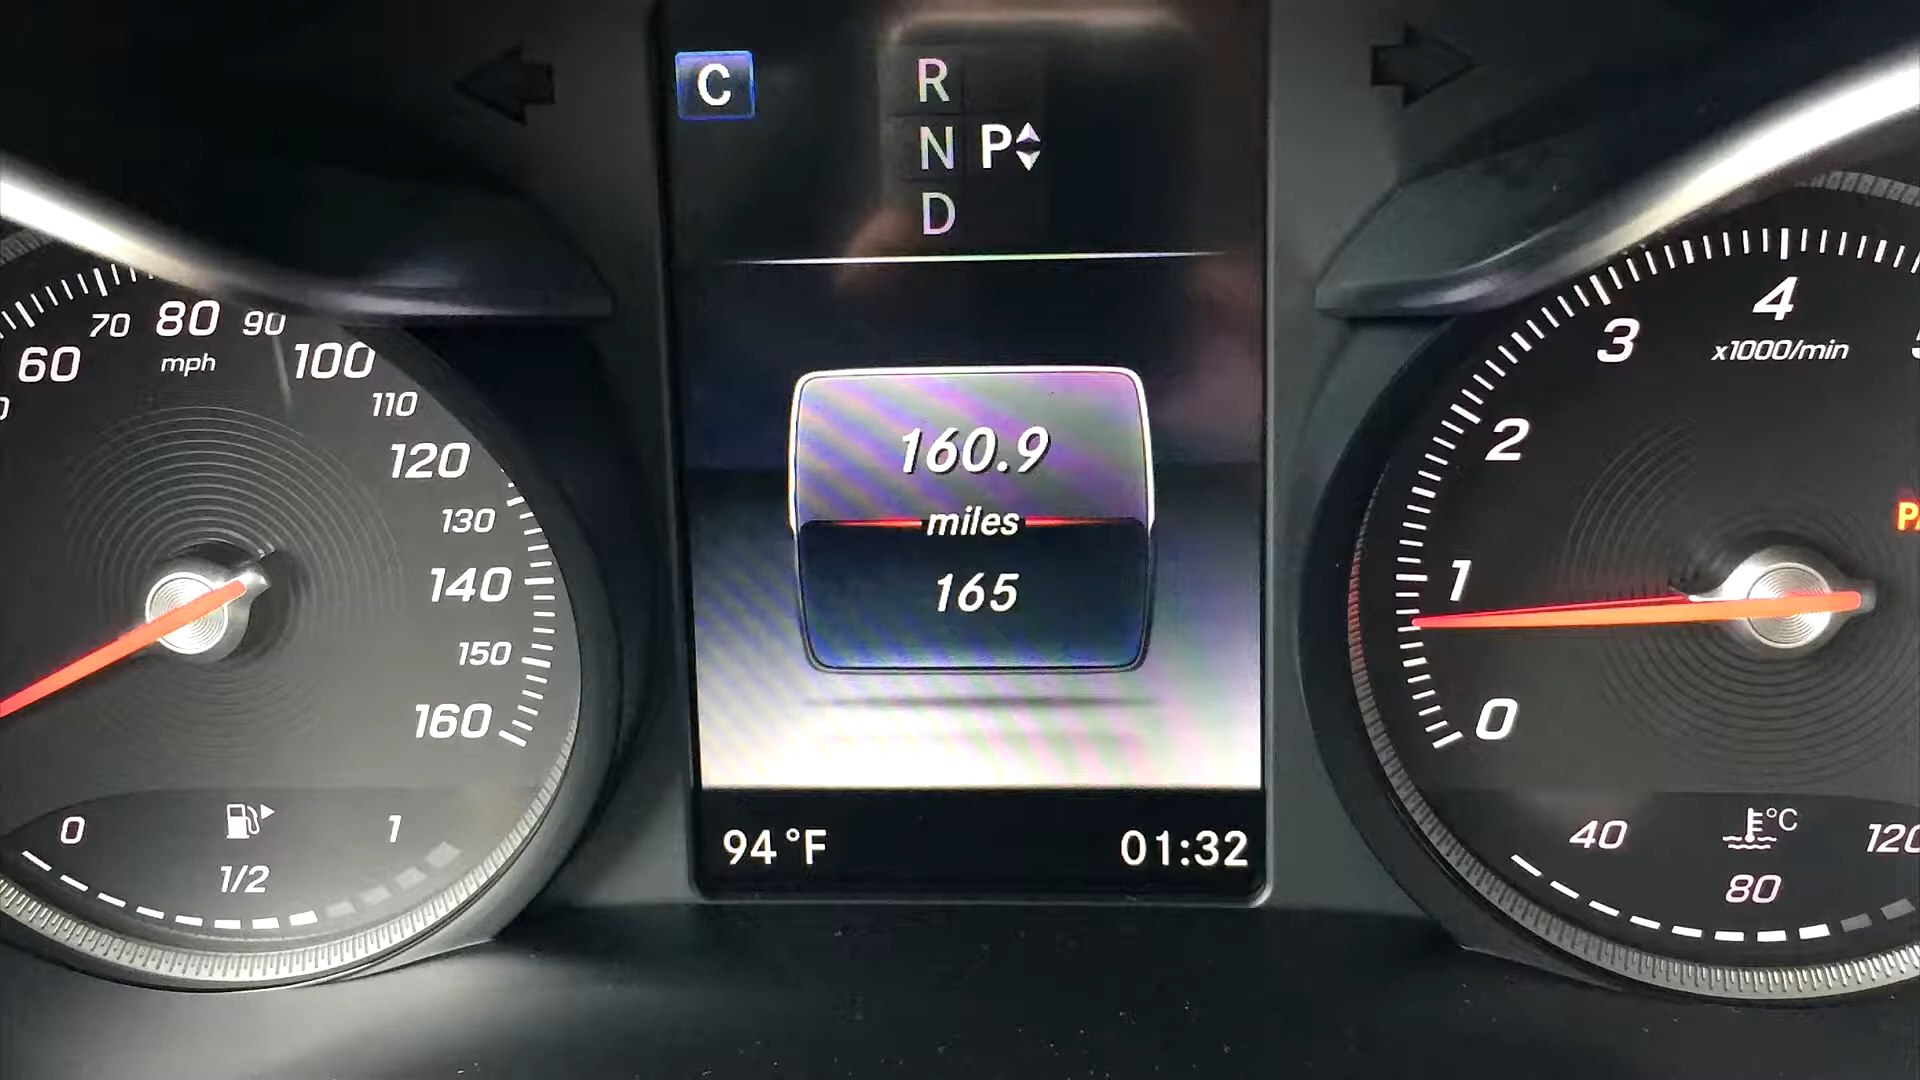 C
R
N P
D
60 70 80 90 100 110 120 130 140 150 160
mph
0 1/2 1
160.9
miles
165
94°F 01:32
0 1 2 3 4
x1000/min
40 80 120
°C